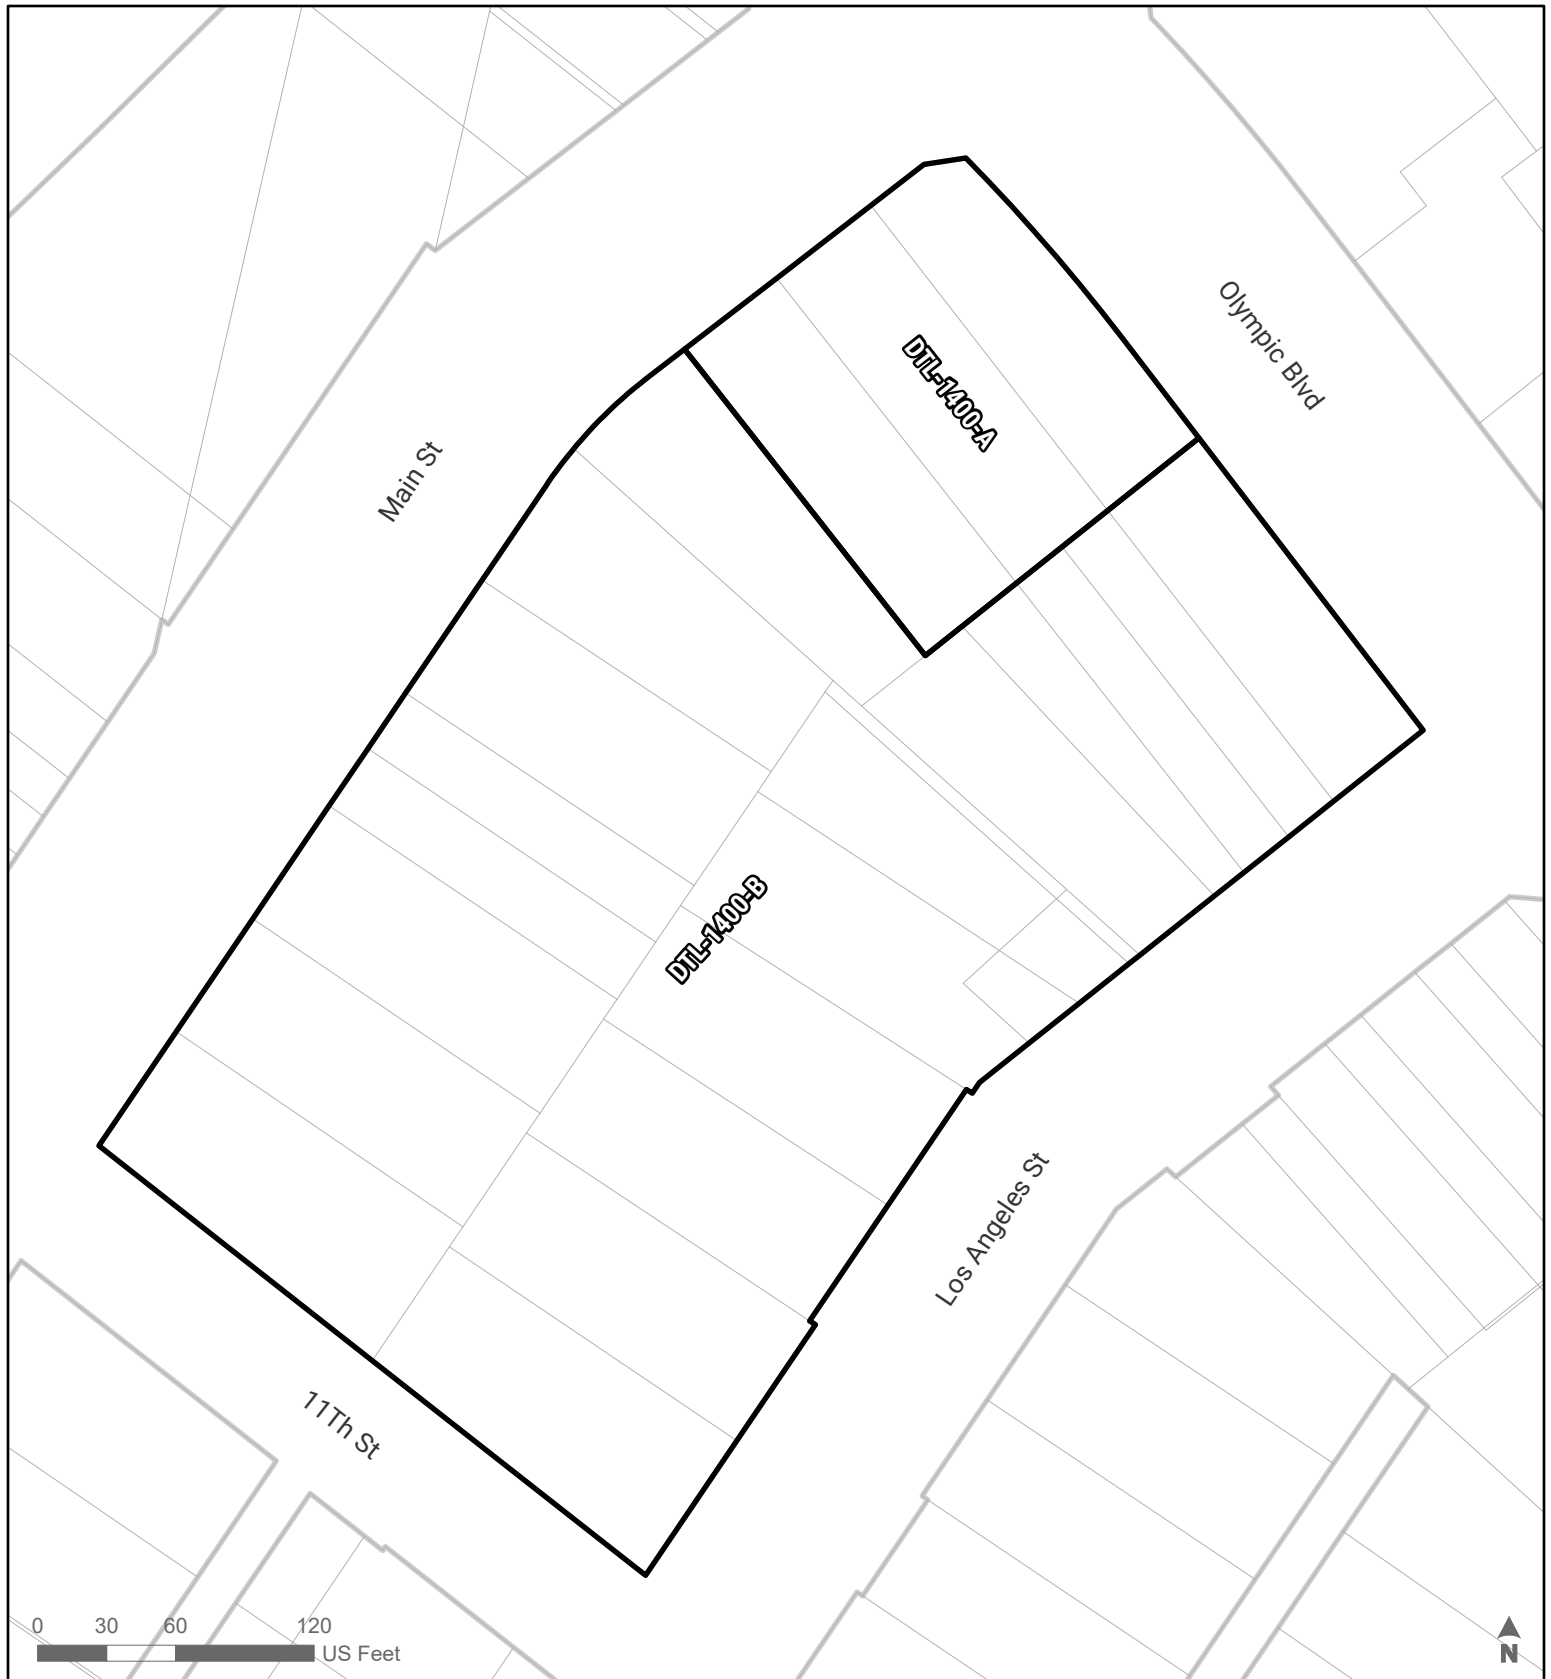 Olympic Blvd
DTL-1400-A
Main St
DTL-1400-B
Los Angeles St
11Th St
0 30 60 120
US Feet
N